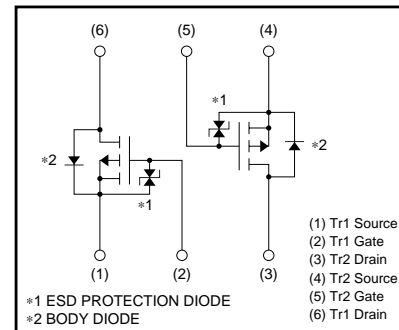 (6) (5) (4)
∗1
∗2 ∗2
∗1
(1) (2) (3)
(1) Tr1 Source
(2) Tr1 Gate
(3) Tr2 Drain
(4) Tr2 Source
(5) Tr2 Gate
(6) Tr1 Drain
∗1 ESD PROTECTION DIODE
∗2 BODY DIODE